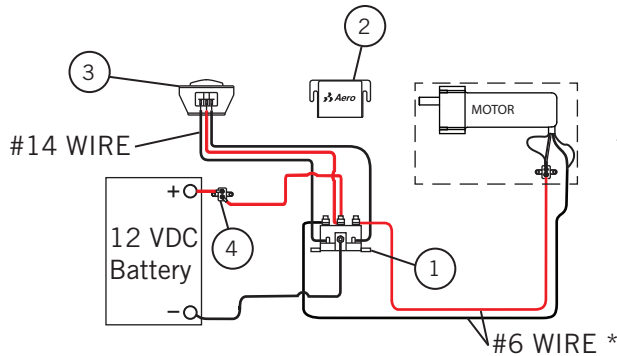 2
3
Aero
MOTOR
#14 WIRE
+
12 VDC
Battery
4
1
−
#6 WIRE *